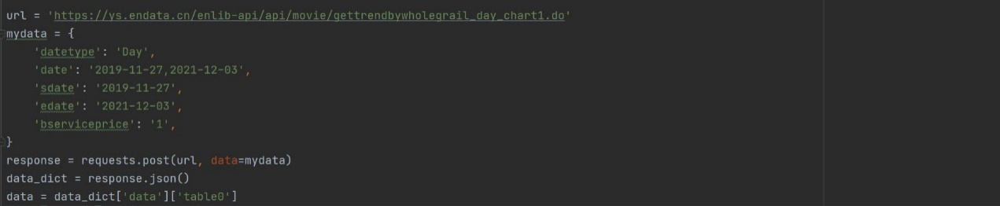 url = 'https://ys.endata.cn/enlib-api/api/movie/gettrendbywholegrail_day_chart1.do'
mydata = {
    'datetype': 'Day',
    'date': '2019-11-27,2021-12-03',
    'sdate': '2019-11-27',
    'edate': '2021-12-03',
    'bserviceprice': '1',
}
response = requests.post(url, data=mydata)
data_dict = response.json()
data = data_dict['data']['table0']